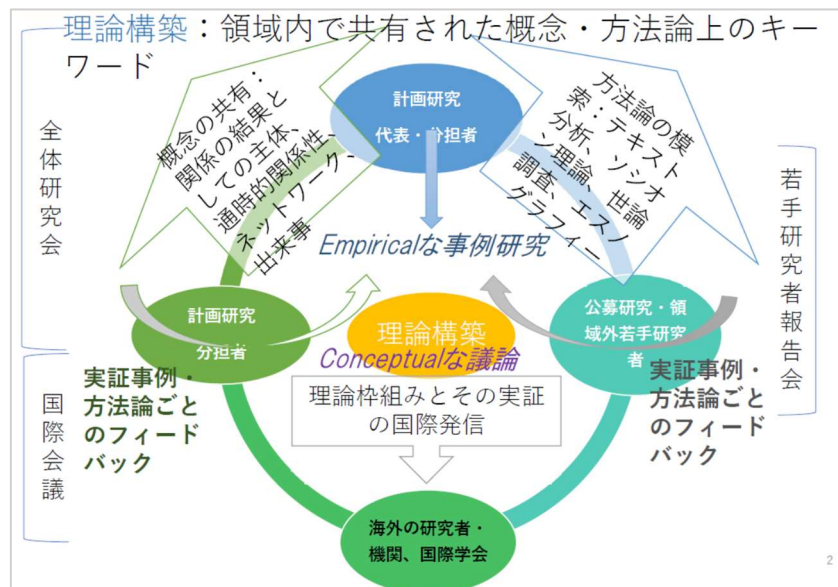 理論構築：領域内で共有された概念・方法論上のキー
ワード
全体研究会
国際会議
概念の共有：
関係の結果と
しての主体、
通時的関係性、
ネットワーク、
出来事
計画研究
代表・分担者
方法論の模
索：テキスト
分析、ソシオ
ン理論、世論
調査、エスノ
グラフィー
若手研究者報告会
Empiricalな事例研究
計画研究
分担者
理論構築
Conceptualな議論
公募研究・領
域外若手研究
者
実証事例・
方法論ごと
のフィード
バック
理論枠組みとその実証
の国際発信
実証事例・
方法論ごと
のフィード
バック
海外の研究者・
機関、国際学会
2